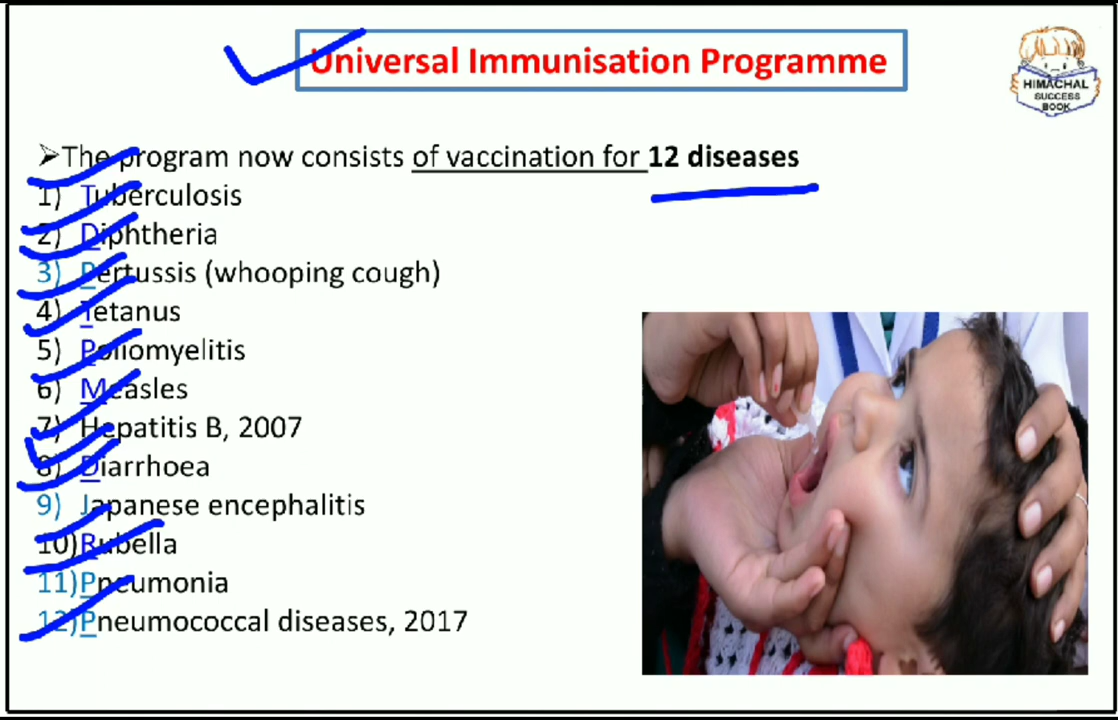 Universal Immunisation Programme
HIMACHAL
SUCCESS
BOOK
➢The program now consists of vaccination for 12 diseases
1) Tuberculosis
2) Diphtheria
3) Pertussis (whooping cough)
4) Tetanus
5) Poliomyelitis
6) Measles
7) Hepatitis B, 2007
8) Diarrhoea
9) Japanese encephalitis
10)Rubella
11)Pneumonia
12)Pneumococcal diseases, 2017